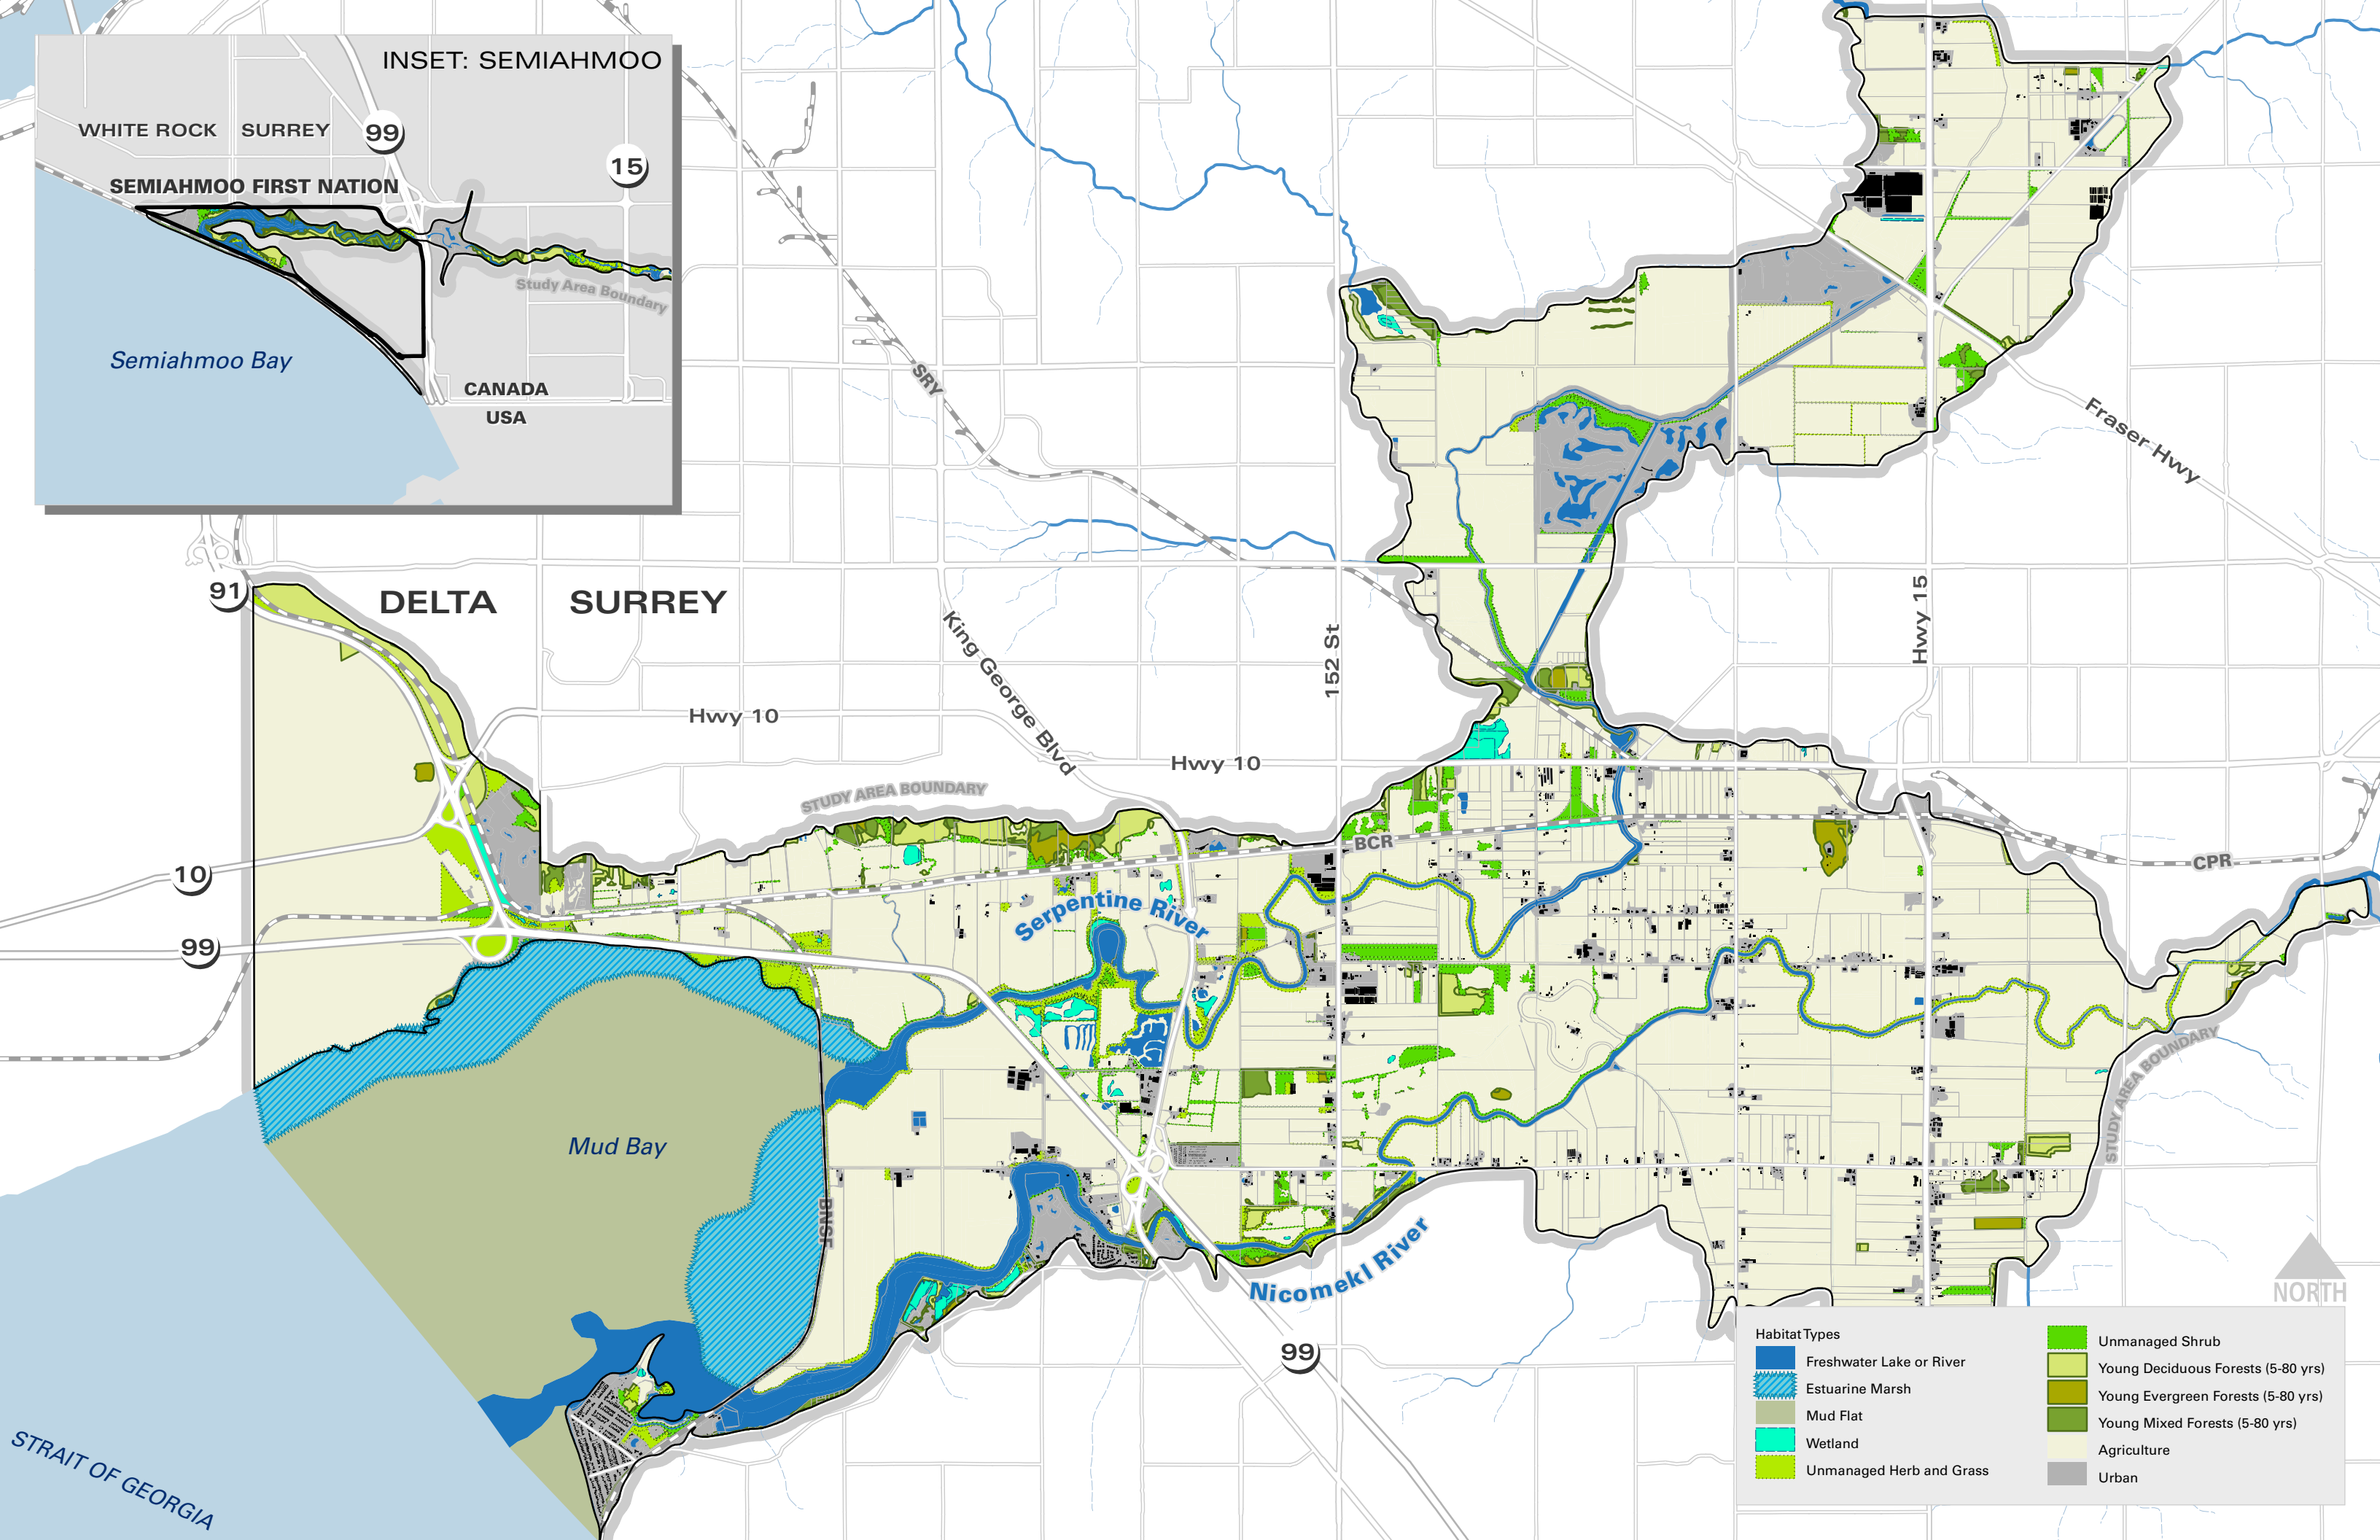 INSET: SEMIAHMOO
WHITE ROCK
SURREY
99
15
SEMIAHMOO FIRST NATION
Study Area Boundary
Semiahmoo Bay
CANADA
USA
SRY
Fraser Hwy
91
DELTA
SURREY
King George Blvd
152 St
Hwy 15
Hwy 10
Hwy 10
STUDY AREA BOUNDARY
BCR
CPR
10
99
Serpentine River
STUDY AREA BOUNDARY
Mud Bay
BNSF
Nicomekl River
NORTH
99
STRAIT OF GEORGIA
Habitat Types
Freshwater Lake or River
Estuarine Marsh
Mud Flat
Wetland
Unmanaged Herb and Grass
Unmanaged Shrub
Young Deciduous Forests (5-80 yrs)
Young Evergreen Forests (5-80 yrs)
Young Mixed Forests (5-80 yrs)
Agriculture
Urban